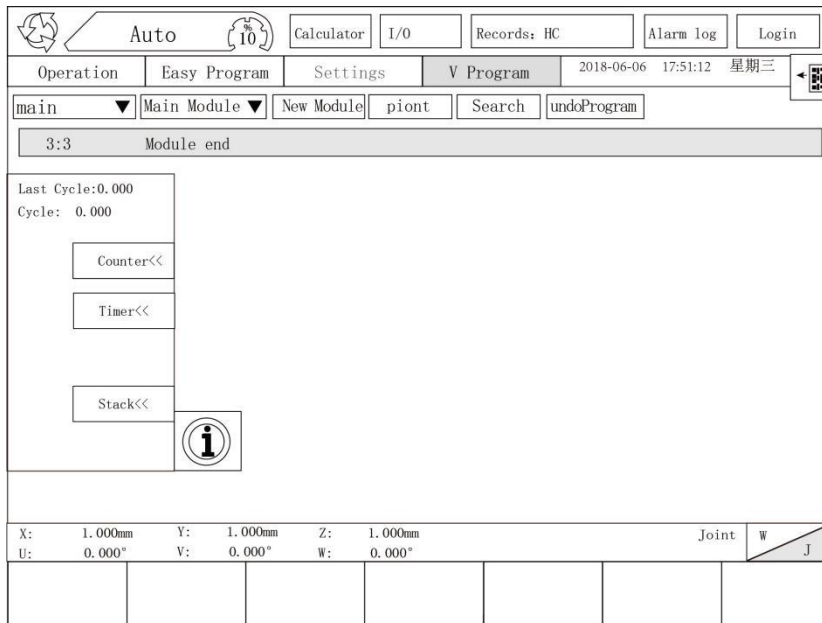 Auto % 10 Calculator I/O Records: HC Alarm log Login
Operation Easy Program Settings V Program 2018-06-06 17:51:12 星期三
main ▼ Main Module ▼ New Module piont Search undoProgram
3:3 Module end
Last Cycle:0.000
Cycle: 0.000
Counter<<
Timer<<
Stack<<
i
X: 1.000mm Y: 1.000mm Z: 1.000mm Joint W
U: 0.000° V: 0.000° W: 0.000° J